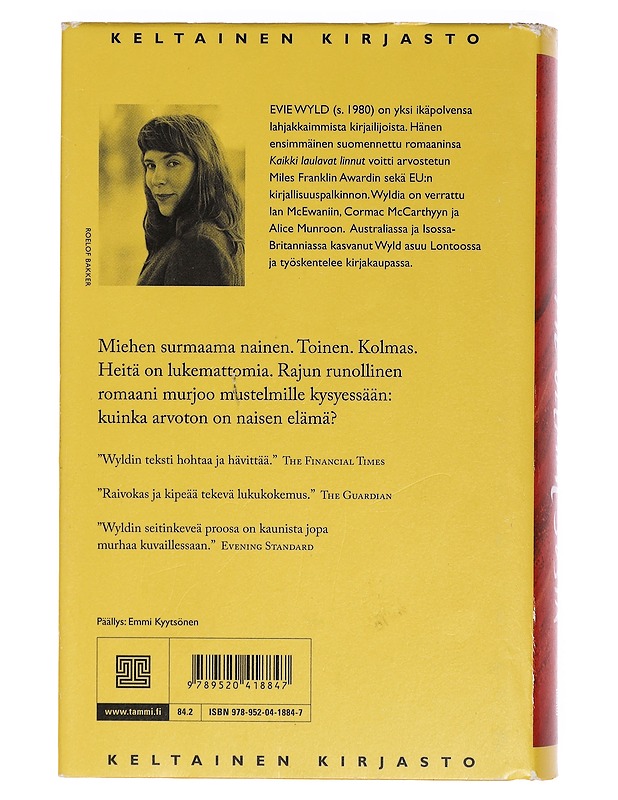 KELTAINEN KIRJASTO
EVIE WYLD (s. 1980) on yksi ikäpolvensa
lahjakkaimmista kirjailijoista. Hänen
ensimmäinen suomennettu romaaninsa
Kaikki laulavat linnut voitti arvostetun
Miles Franklin Awardin sekä EU:n
kirjallisuuspalkinnon. Wyldia on verrattu
Ian McEwaniin, Cormac McCarthyyn ja
Alice Munroon. Australiassa ja Isossa-
Britanniassa kasvanut Wyld asuu Lontoossa
ja työskentelee kirjakaupassa.
ROELOF BAKKER
Miehen surmaama nainen. Toinen. Kolmas.
Heitä on lukemattomia. Rajun runollinen
romaani murjoo mustelmille kysyessään:
kuinka arvoton on naisen elämä?
”Wyldin teksti hohtaa ja hävittää.” THE FINANCIAL TIMES
”Raivokas ja kipeää tekevä lukukokemus.” THE GUARDIAN
”Wyldin seitinkeveä proosa on kaunista jopa
murhaa kuvaillessaan.” EVENING STANDARD
Päällys: Emmi Kyytsönen
9 789520 418847
www.tammi.fi 84.2 ISBN 978-952-04-1884-7
KELTAINEN KIRJASTO